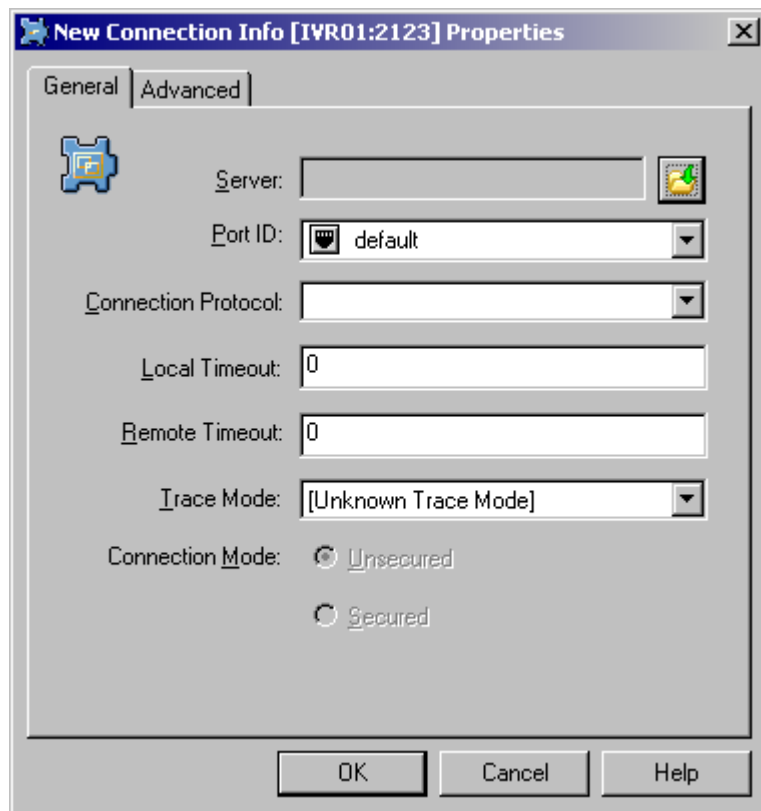 New Connection Info [IVR01:2123] Properties
General Advanced
Server:
Port ID: default
Connection Protocol:
Local Timeout: 0
Remote Timeout: 0
Trace Mode: [Unknown Trace Mode]
Connection Mode: Unsecured
Secured
OK Cancel Help